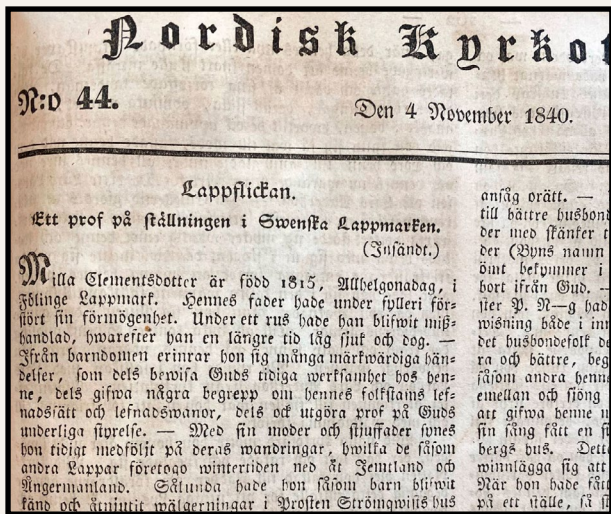 Nordisk Kyrkot
N:o 44.
Den 4 November 1840.
Lappflickan.
Ett prof på ställningen i Swenska Lappmarken.
(Insändt.)
Milla Clementsdotter är född 1815, Allhelgonadag, i
Fölinge Lappmark. Hennes fader hade under fylleri för-
stört sin förmögenhet. Under ett rus hade han blifwit miß-
handlad, hwarefter han en längre tid låg sjuk och dog. —
Ifrån barndomen erinrar hon sig många märkwärdiga hän-
delser, som dels bewisa Guds tidiga werksamhet hos hen-
ne, dels gifwa några begrepp om hennes folkstams lef-
nadsätt och lefnadswanor, dels ock utgöra prof på Guds
underliga styrelse. — Med sin moder och stjuffader synes
hon tidigt medföljt på deras wandringar, hwilka de såsom
andra Lappar företogo wintertiden ned åt Jemtland och
Ångermanland. Sålunda hade hon såsom barn blifwit
känd och åtnjutit wälgerningar i Prosten Strömqwists hus
ansåg orätt. —
till bättre husbond
der med skänker t
der (Byns namn
ömt bekymmer i
bort ifrån Gud. —
ster P. N—g had
wisning både i int
det husbondefolk de
ra och bättre, beg
såsom andra henne
emellan och sjöng
att gifwa henne u
sin sång fått en st
bergs hus. Dett
winnlägga sig att
När hon hade fått
på ett ställe, så s